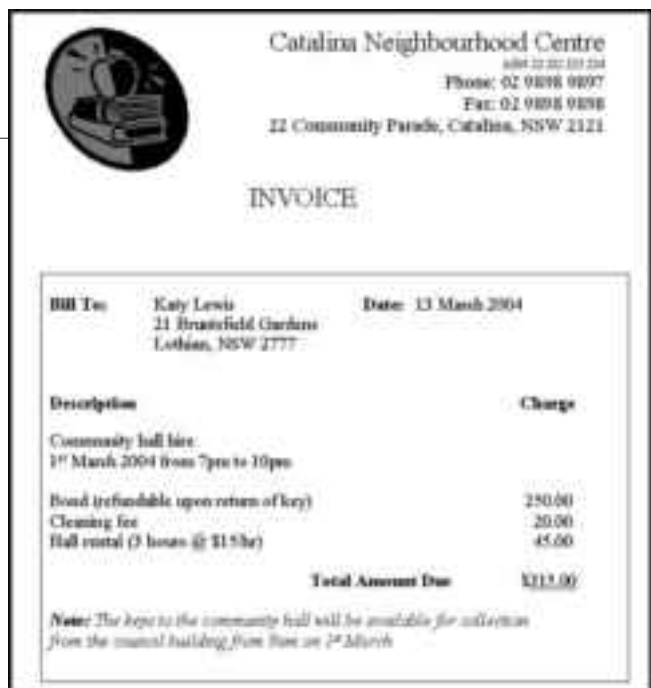 Catalina Neighbourhood Centre
Phone: 02 9898 9897
Fax: 02 9898 9898
22 Community Parade, Catalina, NSW 2121
INVOICE
Bill To: Katy Lewis Date: 13 March 2004
21 Gardens
Lothian, NSW 2777
Description Charge
Community hall hire
1st March 2004 from 7pm to 10pm
Bond (refundable upon return of key) 250.00
Cleaning fee 20.00
Hall rental (3 hours @ $15/hr) 45.00
Total Amount Due $315.00
Note: The keys to the community hall will be available for collection
from the council building from 9am on 1st March